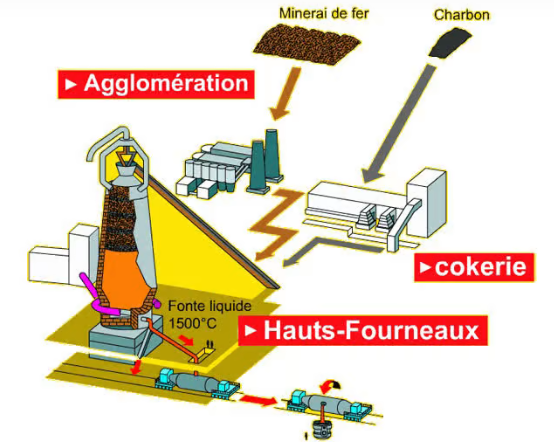 Minerai de fer
Charbon
► Agglomération
►cokerie
Fonte liquide
1500°C
► Hauts-Fourneaux